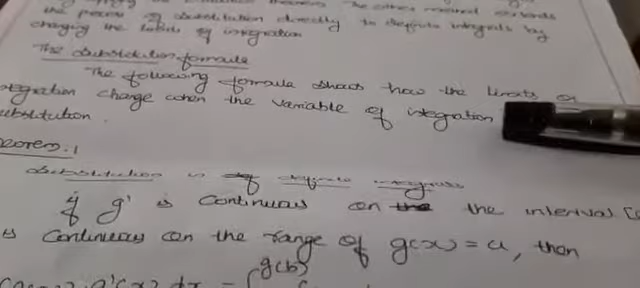 the process of substitution directly to definite integrals by
changing the limits of integration
The substitution formula
The following formula shows how the limits of
integration change when the variable of integration
substitution.
Theorem.1
Substitution in definite integrals
if g' is continuous on the interval
is continuous on the range of g(x) = u, then
g(b)
g'(x) dx =